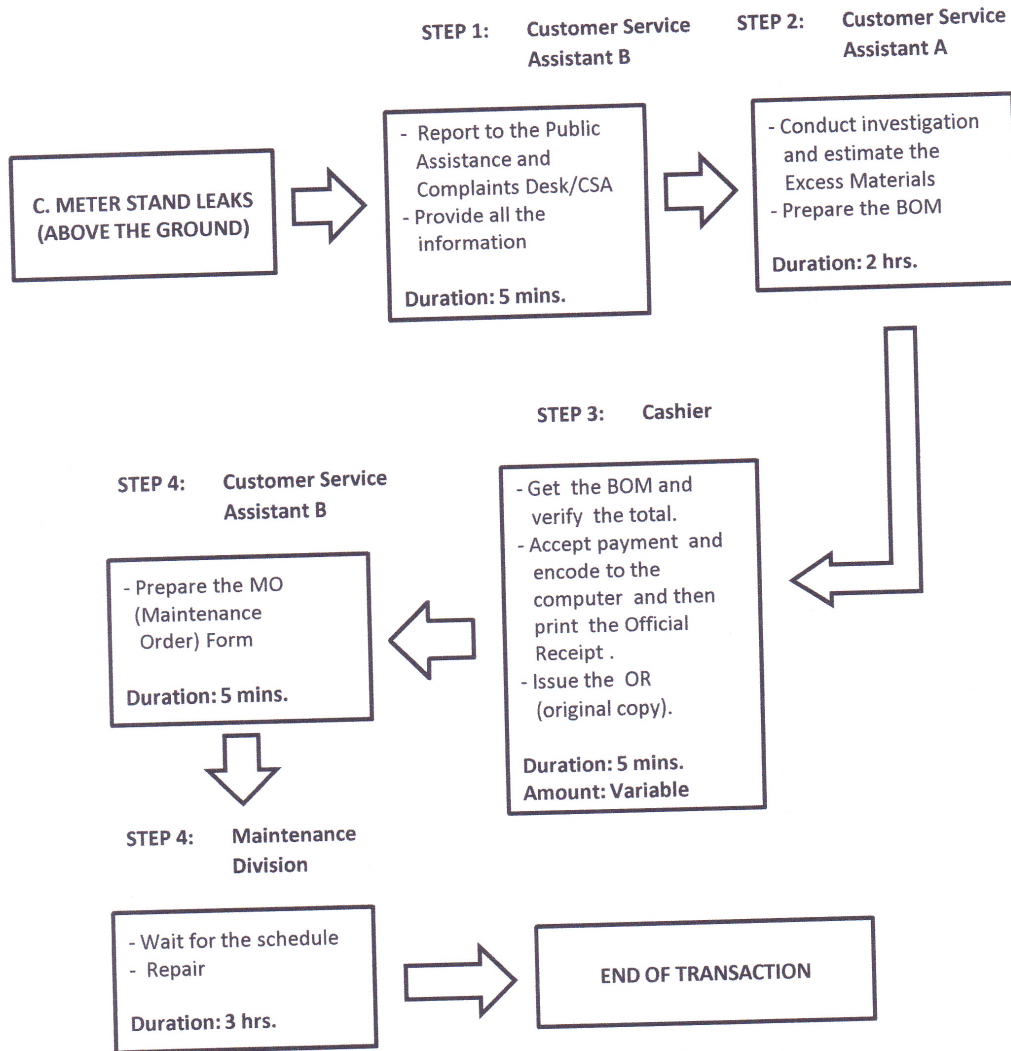 C. METER STAND LEAKS
(ABOVE THE GROUND)
STEP 1: Customer Service
Assistant B
- Report to the Public
Assistance and
Complaints Desk/CSA
- Provide all the
information
Duration: 5 mins.
STEP 2: Customer Service
Assistant A
- Conduct investigation
and estimate the
Excess Materials
- Prepare the BOM
Duration: 2 hrs.
STEP 3: Cashier
- Get the BOM and
verify the total.
- Accept payment and
encode to the
computer and then
print the Official
Receipt .
- Issue the OR
(original copy).
Duration: 5 mins.
Amount: Variable
STEP 4: Customer Service
Assistant B
- Prepare the MO
(Maintenance
Order) Form
Duration: 5 mins.
STEP 4: Maintenance
Division
- Wait for the schedule
- Repair
Duration: 3 hrs.
END OF TRANSACTION